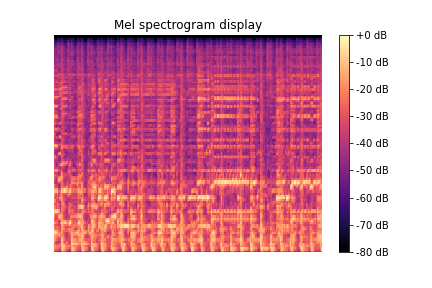 Mel spectrogram display
+0 dB
-10 dB
-20 dB
-30 dB
-40 dB
-50 dB
-60 dB
-70 dB
-80 dB